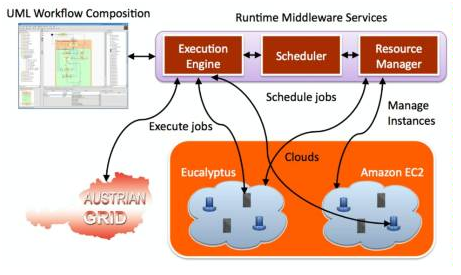 UML Workflow Composition
Runtime Middleware Services
Execution
Engine
Scheduler
Resource
Manager
Schedule jobs
Manage
Instances
Execute jobs
Clouds
Eucalyptus
Amazon EC2
AUSTRIAN
GRID